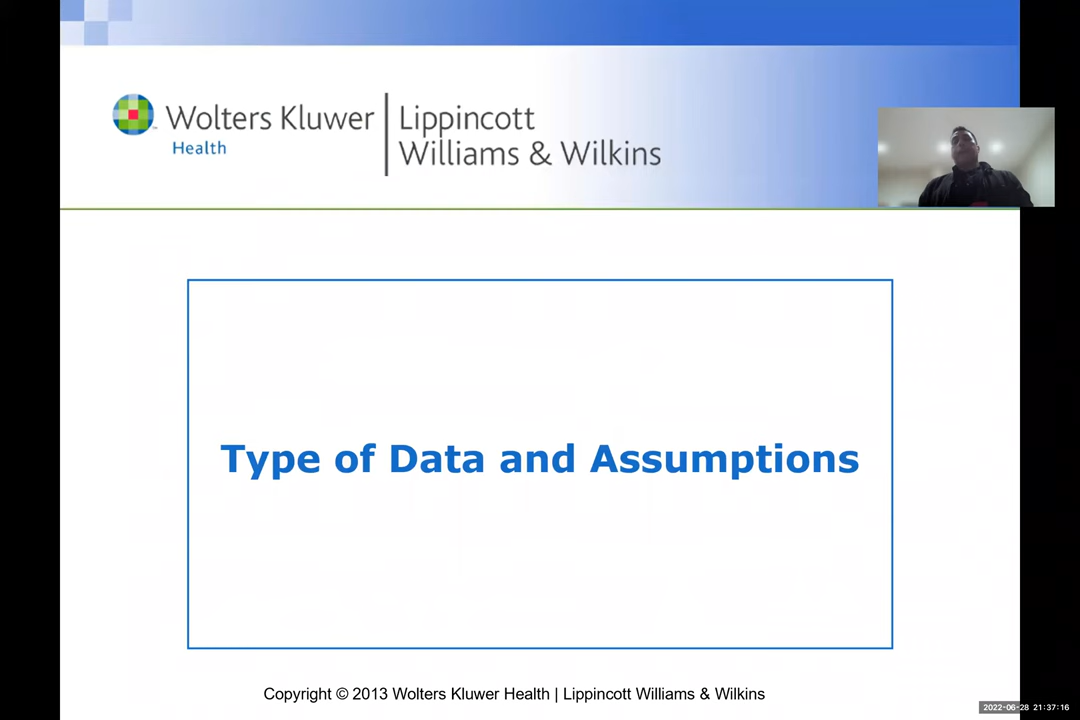 Wolters Kluwer
Health
Lippincott
Williams & Wilkins
Type of Data and Assumptions
Copyright © 2013 Wolters Kluwer Health | Lippincott Williams & Wilkins
2022-06-28 21:37:16